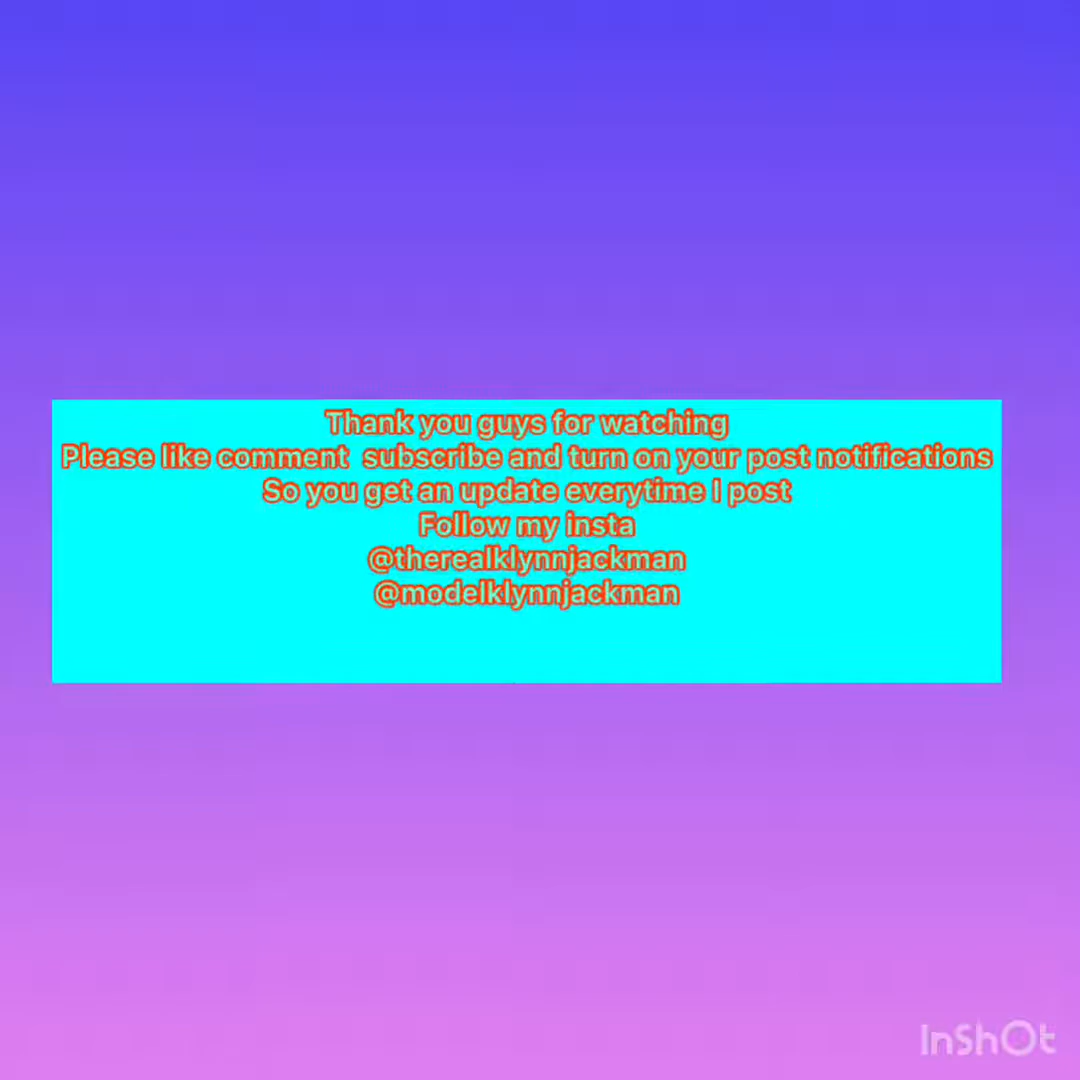 Thank you guys for watching
Please like comment  subscribe and turn on your post notifications
So you get an update everytime I post
Follow my insta
@therealklynnjackman
@modelklynnjackman
InShOt